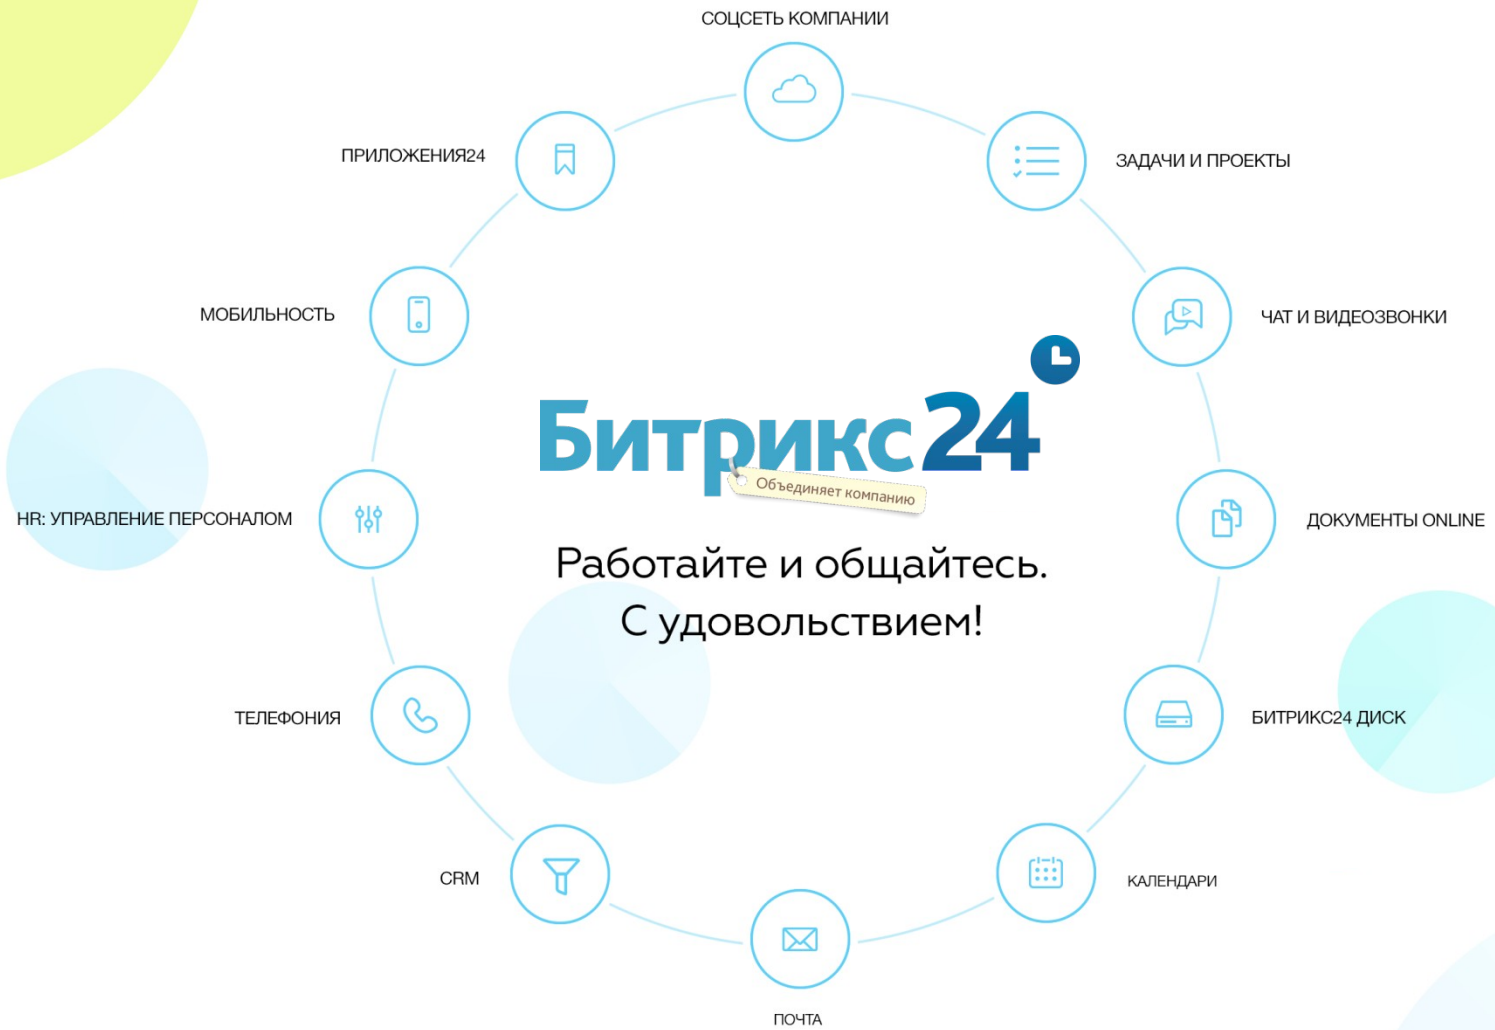 СОЦСЕТЬ КОМПАНИИ
ПРИЛОЖЕНИЯ24
ЗАДАЧИ И ПРОЕКТЫ
МОБИЛЬНОСТЬ
ЧАТ И ВИДЕОЗВОНКИ
Битрикс24
Объединяет компанию
HR: УПРАВЛЕНИЕ ПЕРСОНАЛОМ
ДОКУМЕНТЫ ONLINE
Работайте и общайтесь.
С удовольствием!
ТЕЛЕФОНИЯ
БИТРИКС24 ДИСК
CRM
КАЛЕНДАРИ
ПОЧТА